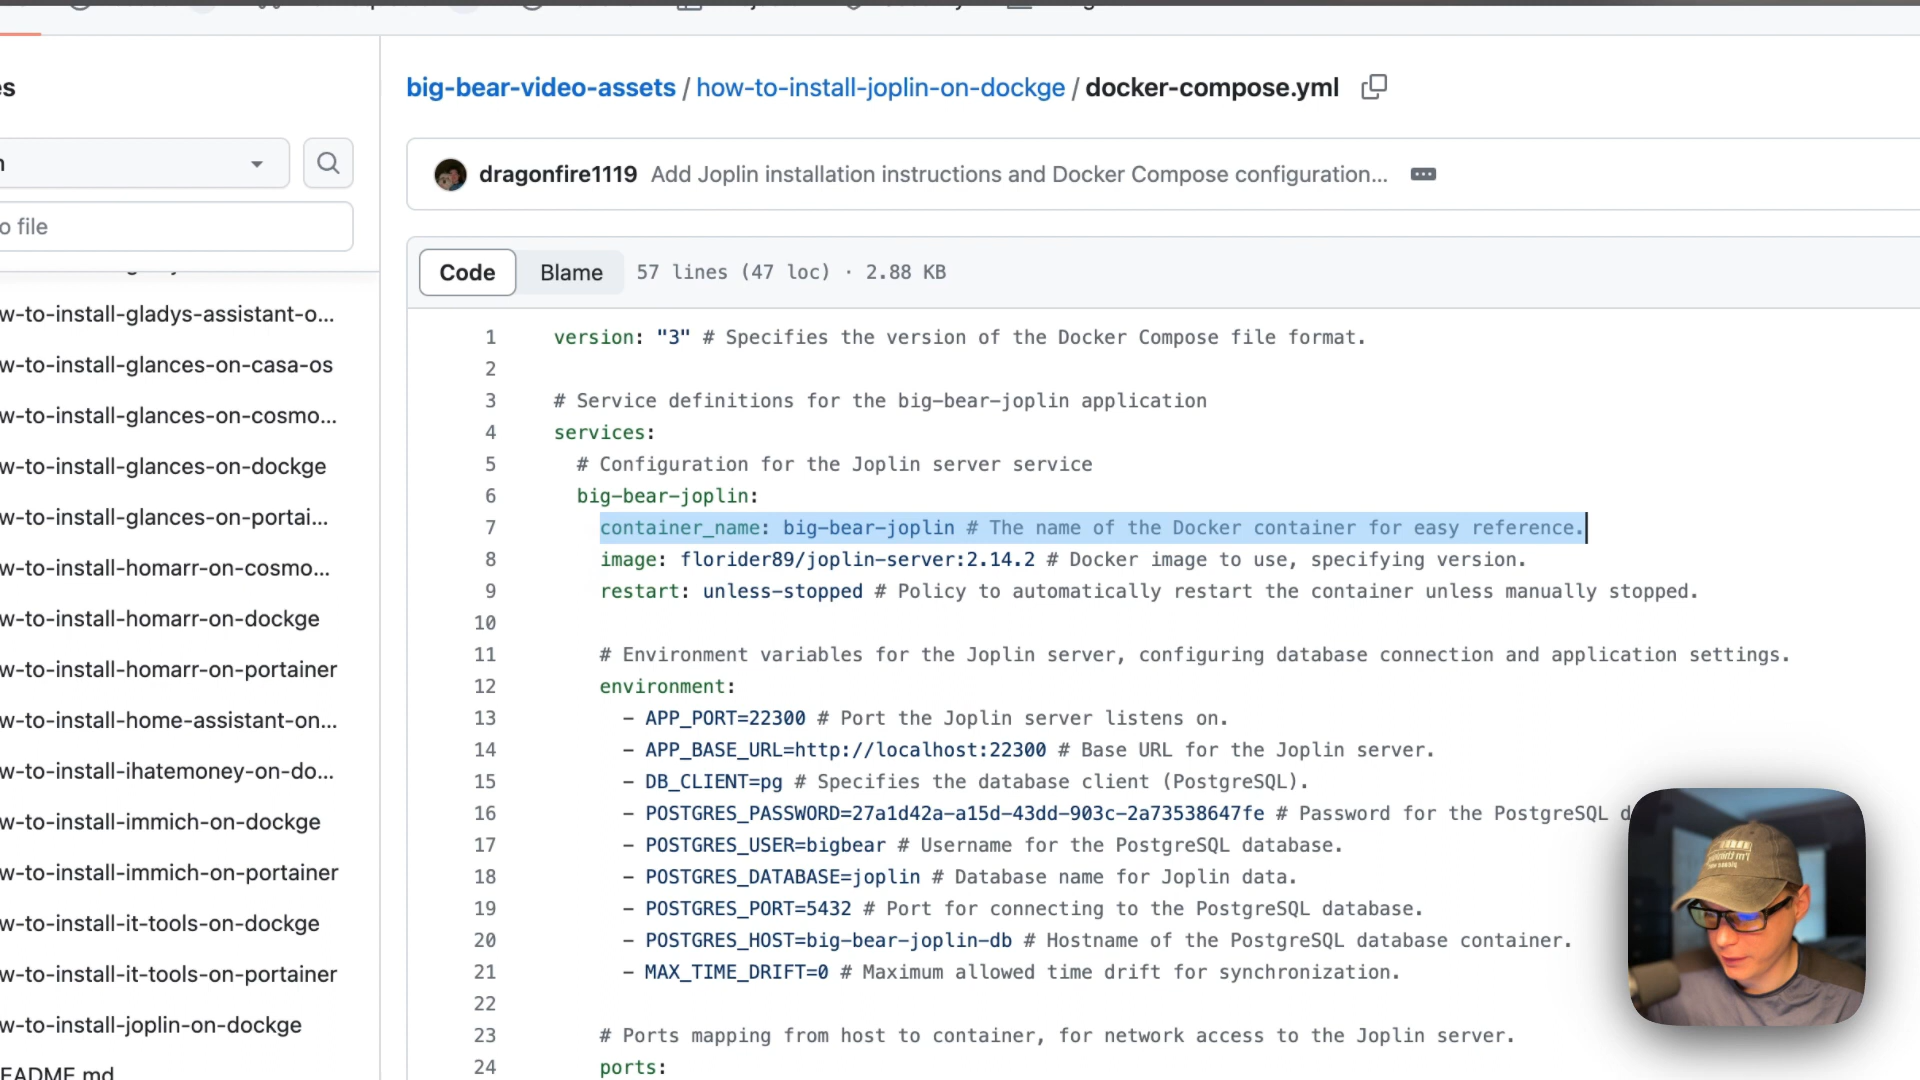 big-bear-video-assets / how-to-install-joplin-on-dockge / docker-compose.yml
dragonfire1119 Add Joplin installation instructions and Docker Compose configuration...
o file
Code Blame 57 lines (47 loc) · 2.88 KB
w-to-install-gladys-assistant-o...
w-to-install-glances-on-casa-os
w-to-install-glances-on-cosmo...
w-to-install-glances-on-dockge
w-to-install-glances-on-portai...
w-to-install-homarr-on-cosmo...
w-to-install-homarr-on-dockge
w-to-install-homarr-on-portainer
w-to-install-home-assistant-on...
w-to-install-ihatemoney-on-do...
w-to-install-immich-on-dockge
w-to-install-immich-on-portainer
w-to-install-it-tools-on-dockge
w-to-install-it-tools-on-portainer
w-to-install-joplin-on-dockge
EADME.md
1 version: "3" # Specifies the version of the Docker Compose file format.
2
3 # Service definitions for the big-bear-joplin application
4 services:
5 # Configuration for the Joplin server service
6 big-bear-joplin:
7 container_name: big-bear-joplin # The name of the Docker container for easy reference.
8 image: florider89/joplin-server:2.14.2 # Docker image to use, specifying version.
9 restart: unless-stopped # Policy to automatically restart the container unless manually stopped.
10
11 # Environment variables for the Joplin server, configuring database connection and application settings.
12 environment:
13 - APP_PORT=22300 # Port the Joplin server listens on.
14 - APP_BASE_URL=http://localhost:22300 # Base URL for the Joplin server.
15 - DB_CLIENT=pg # Specifies the database client (PostgreSQL).
16 - POSTGRES_PASSWORD=27a1d42a-a15d-43dd-903c-2a73538647fe # Password for the PostgreSQL d
17 - POSTGRES_USER=bigbear # Username for the PostgreSQL database.
18 - POSTGRES_DATABASE=joplin # Database name for Joplin data.
19 - POSTGRES_PORT=5432 # Port for connecting to the PostgreSQL database.
20 - POSTGRES_HOST=big-bear-joplin-db # Hostname of the PostgreSQL database container.
21 - MAX_TIME_DRIFT=0 # Maximum allowed time drift for synchronization.
22
23 # Ports mapping from host to container, for network access to the Joplin server.
24 ports: